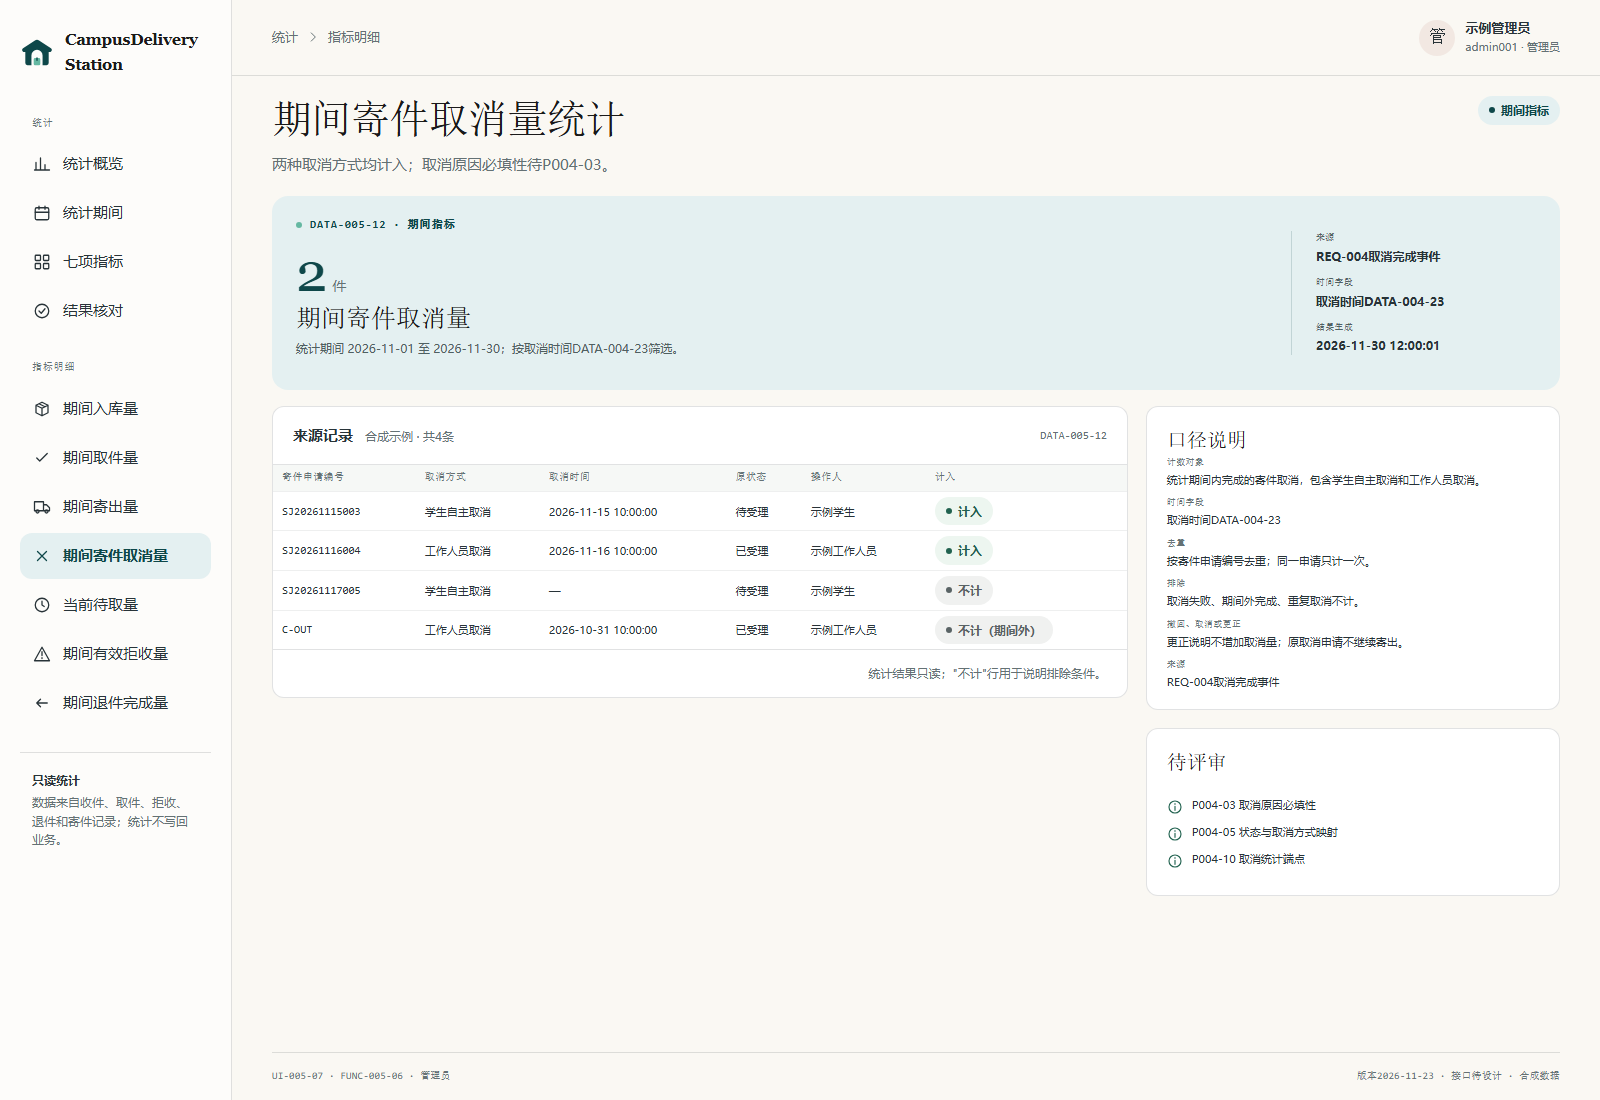 CampusDelivery
Station
统计
统计概览
统计期间
七项指标
结果核对
指标明细
期间入库量
期间取件量
期间寄出量
期间寄件取消量
当前待取量
期间有效拒收量
期间退件完成量
只读统计
数据来自收件、取件、拒收、
退件和寄件记录；统计不写回
业务。
统计 > 指标明细
管
示例管理员
admin001 · 管理员
期间寄件取消量统计
期间指标
两种取消方式均计入；取消原因必填性待P004-03。
DATA-005-12 · 期间指标
2 件
期间寄件取消量
统计期间 2026-11-01 至 2026-11-30；按取消时间DATA-004-23筛选。
来源
REQ-004取消完成事件
时间字段
取消时间DATA-004-23
结果生成
2026-11-30 12:00:01
来源记录 合成示例 · 共4条 DATA-005-12
寄件申请编号 取消方式 取消时间 原状态 操作人 计入
SJ20261115003 学生自主取消 2026-11-15 10:00:00 待受理 示例学生 计入
SJ20261116004 工作人员取消 2026-11-16 10:00:00 已受理 示例工作人员 计入
SJ20261117005 学生自主取消 — 待受理 示例学生 不计
C-OUT 工作人员取消 2026-10-31 10:00:00 已受理 示例工作人员 不计（期间外）
统计结果只读；"不计"行用于说明排除条件。
口径说明
计数对象
统计期间内完成的寄件取消，包含学生自主取消和工作人员取消。
时间字段
取消时间DATA-004-23
去重
按寄件申请编号去重；同一申请只计一次。
排除
取消失败、期间外完成、重复取消不计。
撤回、取消或更正
更正说明不增加取消量；原取消申请不继续寄出。
来源
REQ-004取消完成事件
待评审
P004-03 取消原因必填性
P004-05 状态与取消方式映射
P004-10 取消统计端点
UI-005-07 · FUNC-005-06 · 管理员
版本2026-11-23 · 接口待设计 · 合成数据